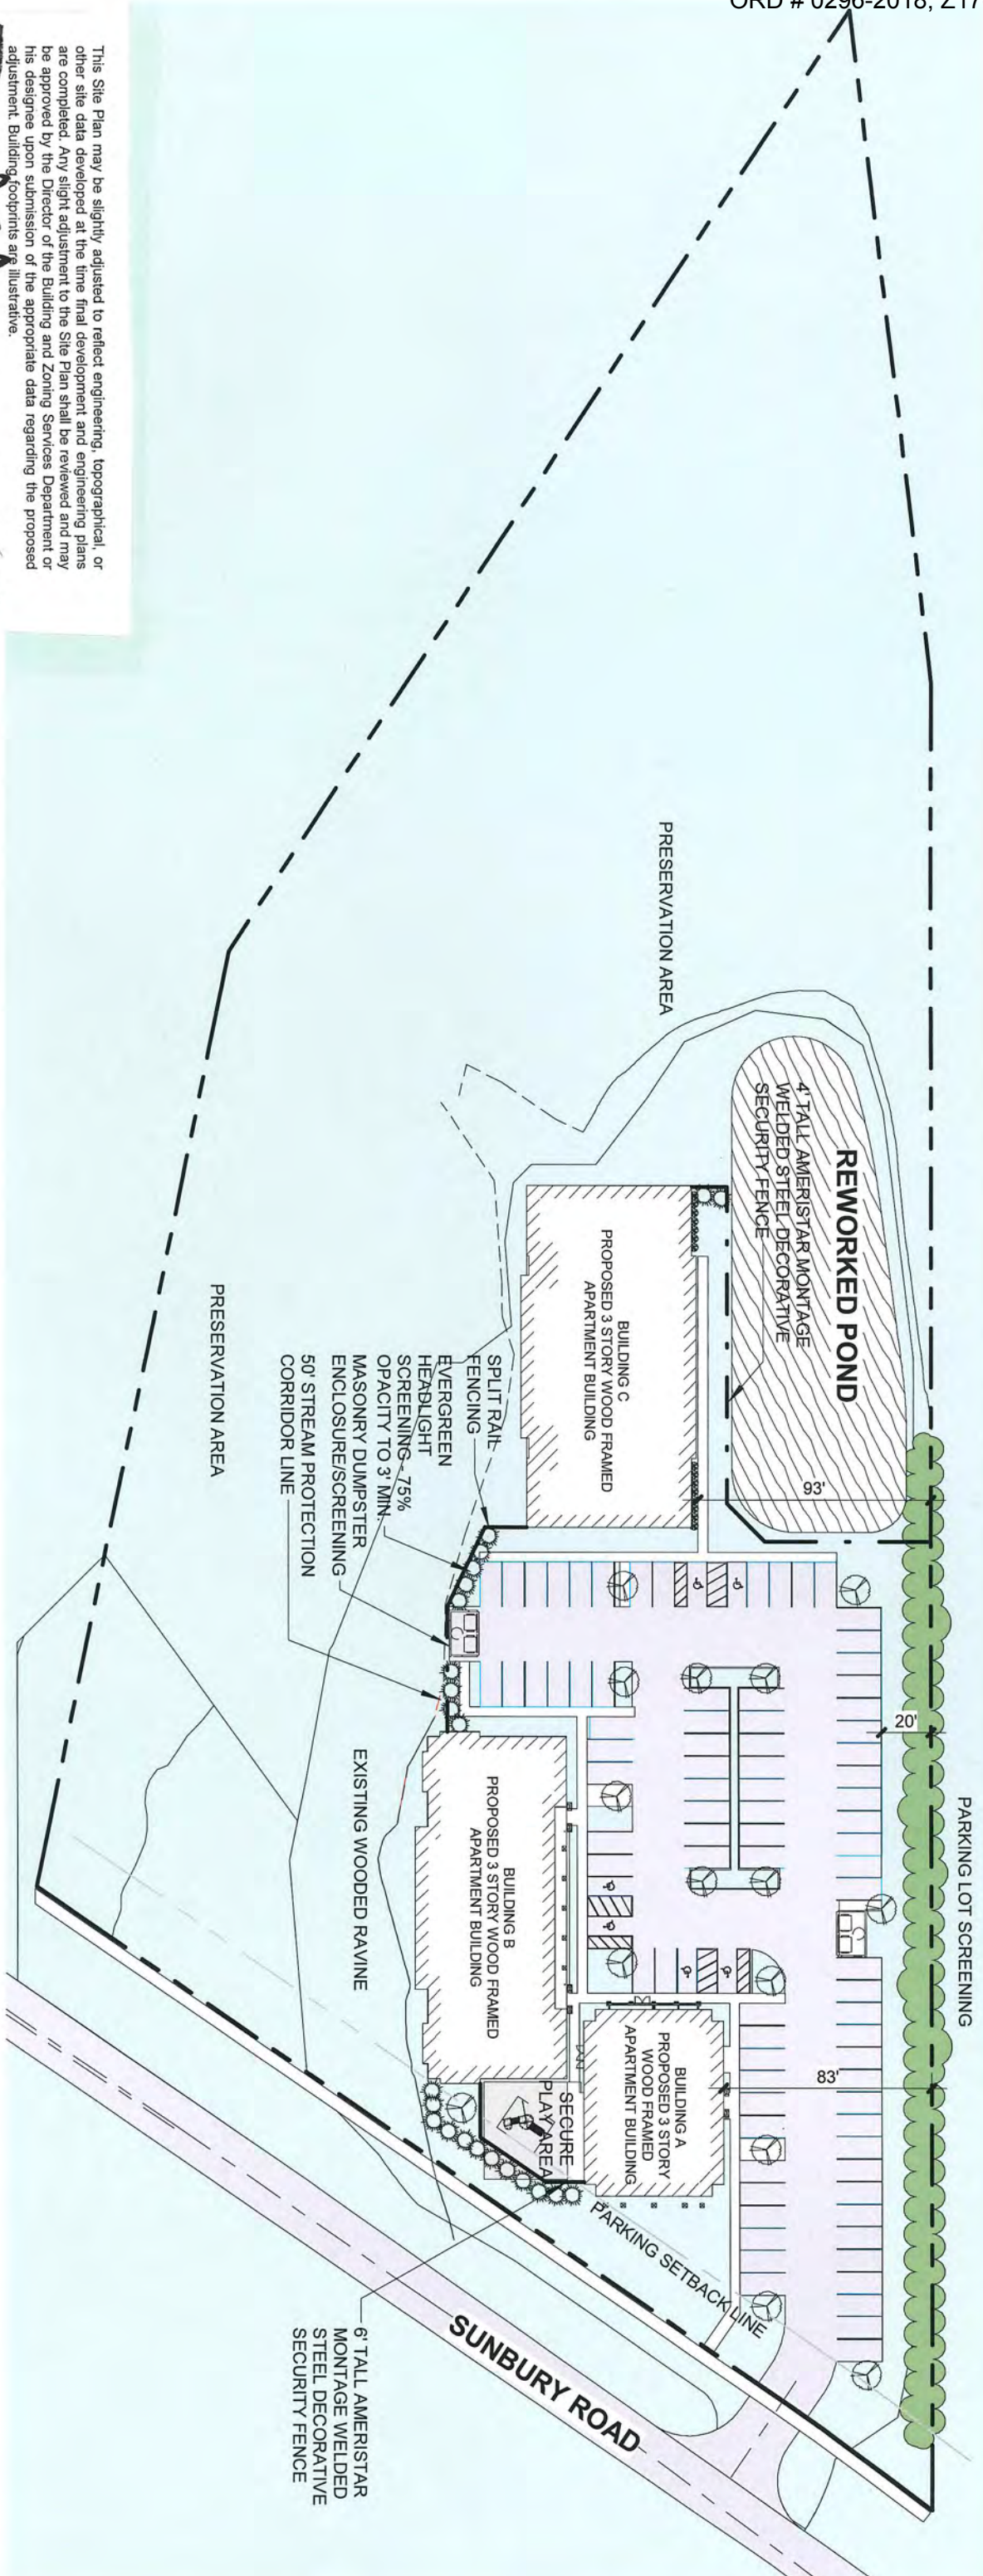 ORD # 0296-2018; Z17
This Site Plan may be slightly adjusted to reflect engineering, topographical, or
other site data developed at the time final development and engineering plans
are completed. Any slight adjustment to the Site Plan shall be reviewed and may
be approved by the Director of the Building and Zoning Services Department or
his designee upon submission of the appropriate data regarding the proposed
adjustment. Building footprints are illustrative.
PRESERVATION AREA
REWORKED POND
4' TALL AMERISTAR MONTAGE
WELDED STEEL DECORATIVE
SECURITY FENCE
BUILDING C
PROPOSED 3 STORY WOOD FRAMED
APARTMENT BUILDING
93'
PRESERVATION AREA
SPLIT RAIL
FENCING
EVERGREEN
HEADLIGHT
SCREENING - 75%
OPACITY TO 3' MIN.
MASONRY DUMPSTER
ENCLOSURE/SCREENING
50' STREAM PROTECTION
CORRIDOR LINE
20'
PARKING LOT SCREENING
EXISTING WOODED RAVINE
BUILDING B
PROPOSED 3 STORY WOOD FRAMED
APARTMENT BUILDING
BUILDING A
PROPOSED 3 STORY
WOOD FRAMED
APARTMENT BUILDING
83'
SECURE
PLAY AREA
PARKING SETBACK LINE
SUNBURY ROAD
6' TALL AMERISTAR
MONTAGE WELDED
STEEL DECORATIVE
SECURITY FENCE